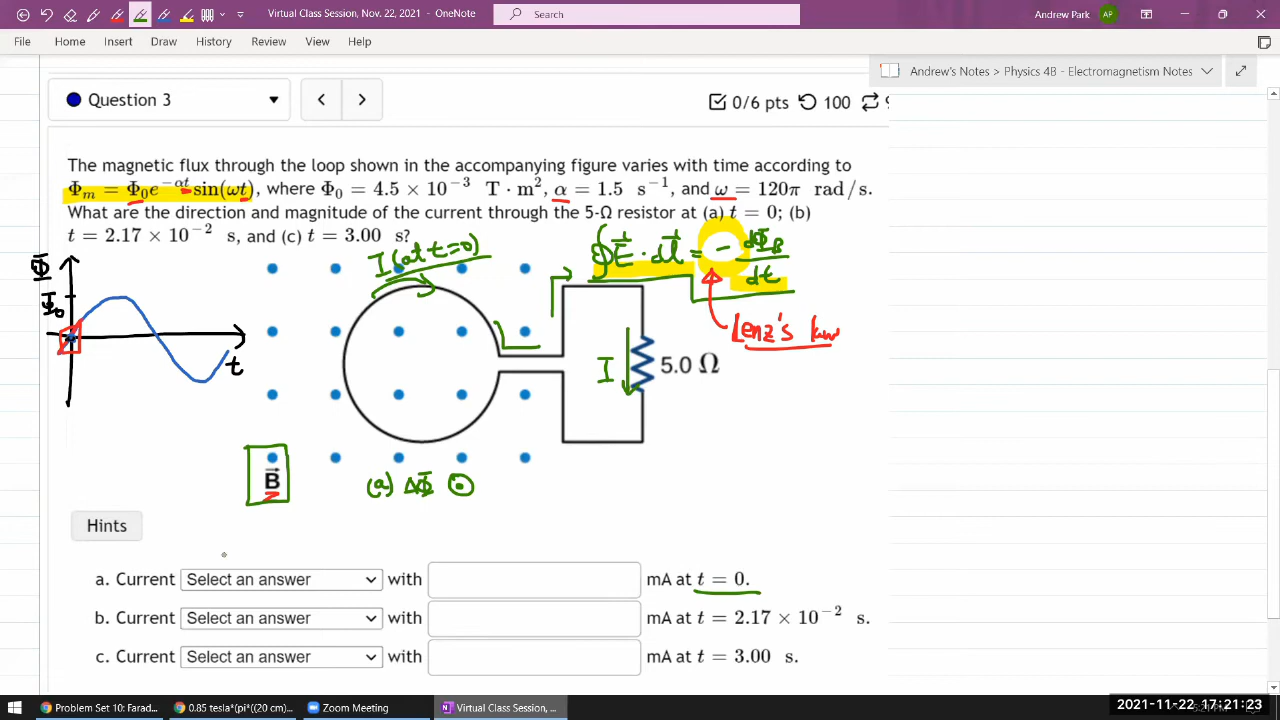 Virtual Class Session, Nov. 22, 2021 - OneNote
Search
Andrew Park
AP
File Home Insert Draw History Review View Help
Andrew's Notes > Physics 4B - Electromagnetism Notes
Question 3
0/6 pts 100
The magnetic flux through the loop shown in the accompanying figure varies with time according to
Φm = Φ0e^−αt sin(ωt), where Φ0 = 4.5 × 10^−3 T · m², α = 1.5 s^−1, and ω = 120π rad/s.
What are the direction and magnitude of the current through the 5-Ω resistor at (a) t = 0; (b)
t = 2.17 × 10^−2 s, and (c) t = 3.00 s?
I (at t=0)
∮E⃗·dl⃗ = − dΦB/dt
Φ
Φ0
t
Lenz's law
I
5.0 Ω
B⃗
(a) ΔΦ ⊙
Hints
a. Current Select an answer with mA at t = 0.
b. Current Select an answer with mA at t = 2.17 × 10^−2 s.
c. Current Select an answer with mA at t = 3.00 s.
Problem Set 10: Farad... 0.85 tesla*(pi*((20 cm)... Zoom Meeting Virtual Class Session, ...
2021-11-22 17:21:23